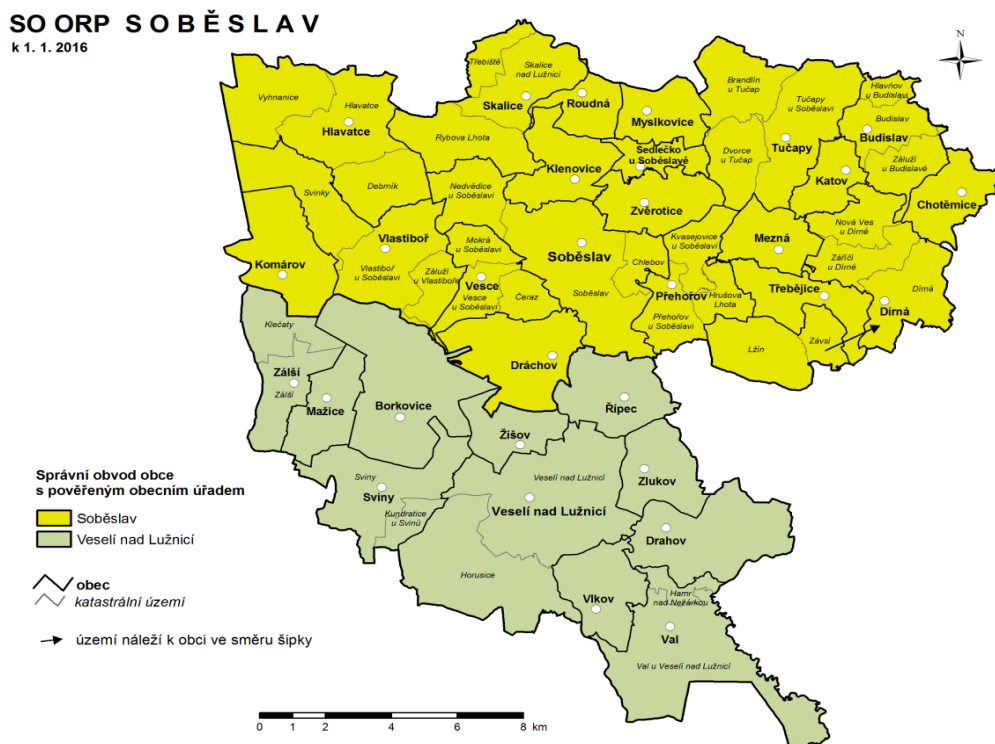 SO ORP SOBĚSLAV
k 1. 1. 2016
N
Třebiště
Skalice
nad Lužnicí
Skalice
Roudná
Vyhnanice
Hlavatce
Hlavatce
Rybova Lhota
Myslkovice
Sedlečko
u Soběslavě
Klenovice
Brandlín
u Tučap
Tučapy
u Soběslavi
Hlavňov
u Budislavi
Budislav
Budislav
Tučapy
Dvorce
u Tučap
Záluží
u Budislavě
Katov
Chotěmice
Debrník
Nedvědice
u Soběslavi
Svinky
Zvěrotice
Vlastiboř
Mokrá
u Soběslavi
Soběslav
Kvasejovice
u Soběslavi
Mezná
Nová Ves
u Dírné
Záříčí
u Dírné
Komárov
Vlastiboř
u Soběslavi
Záluží
u Vlastiboře
Vesce
Vesce
u Soběslavi
Čeraz
Soběslav
Chlebov
Přehořov
Hrušova
Lhota
Třebějice
Dírná
Dírná
Přehořov
u Soběslavi
Lžín
Závsí
Klečaty
Zálší
Zálší
Mažice
Borkovice
Dráchov
Řípec
Žíšov
Sviny
Sviny
Kundratice
u Svinů
Veselí nad Lužnicí
Veselí nad Lužnicí
Zlukov
Drahov
Horusice
Vlkov
Hamr
nad Nežárkou
Val
Val u Veselí nad Lužnicí
Správní obvod obce
s pověřeným obecním úřadem
Soběslav
Veselí nad Lužnicí
obec
katastrální území
území náleží k obci ve směru šipky
0 1 2 4 6 8 km